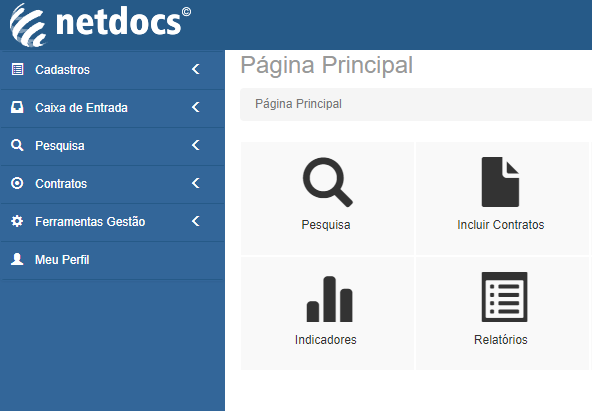 netdocs©
Cadastros
Caixa de Entrada
Pesquisa
Contratos
Ferramentas Gestão
Meu Perfil
Página Principal
Página Principal
Pesquisa
Incluir Contratos
Indicadores
Relatórios